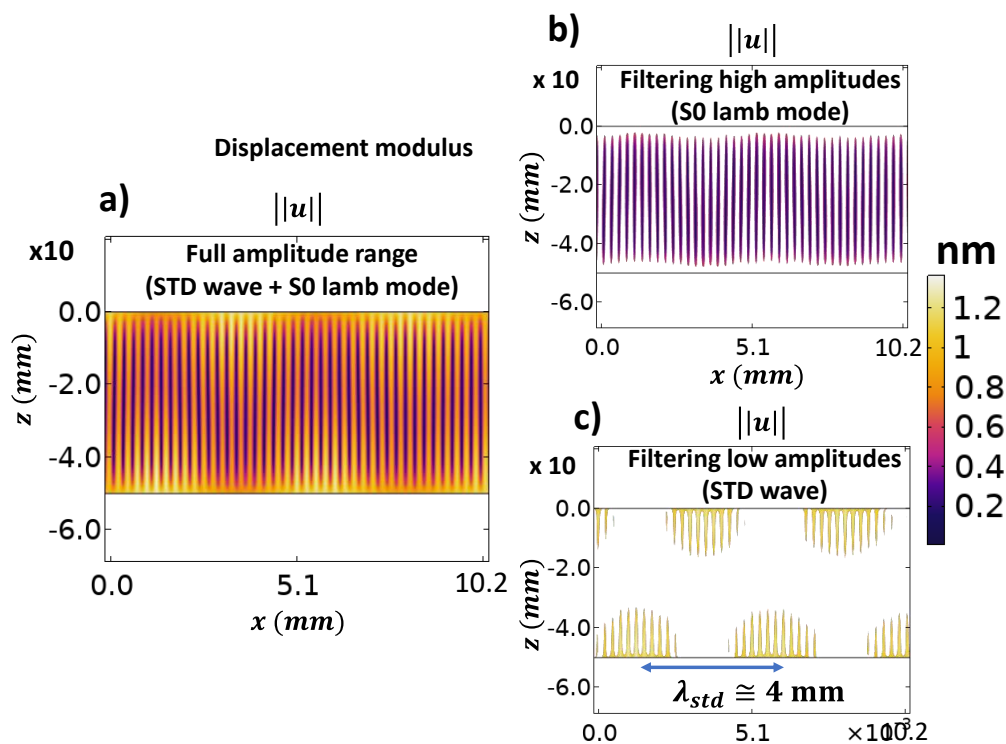 Displacement modulus
a)
||u||
x10
Full amplitude range
(STD wave + S0 lamb mode)
0.0
-2.0
-4.0
-6.0
z (mm)
0.0 5.1 10.2
x (mm)
b)
||u||
x 10
Filtering high amplitudes
(S0 lamb mode)
0.0
-2.0
-4.0
-6.0
z (mm)
0.0 5.1 10.2
x (mm)
nm
1.2
1
0.8
0.6
0.4
0.2
c)
||u||
x 10
Filtering low amplitudes
(STD wave)
0.0
-2.0
-4.0
-6.0
z (mm)
λstd ≅ 4 mm
0.0 5.1